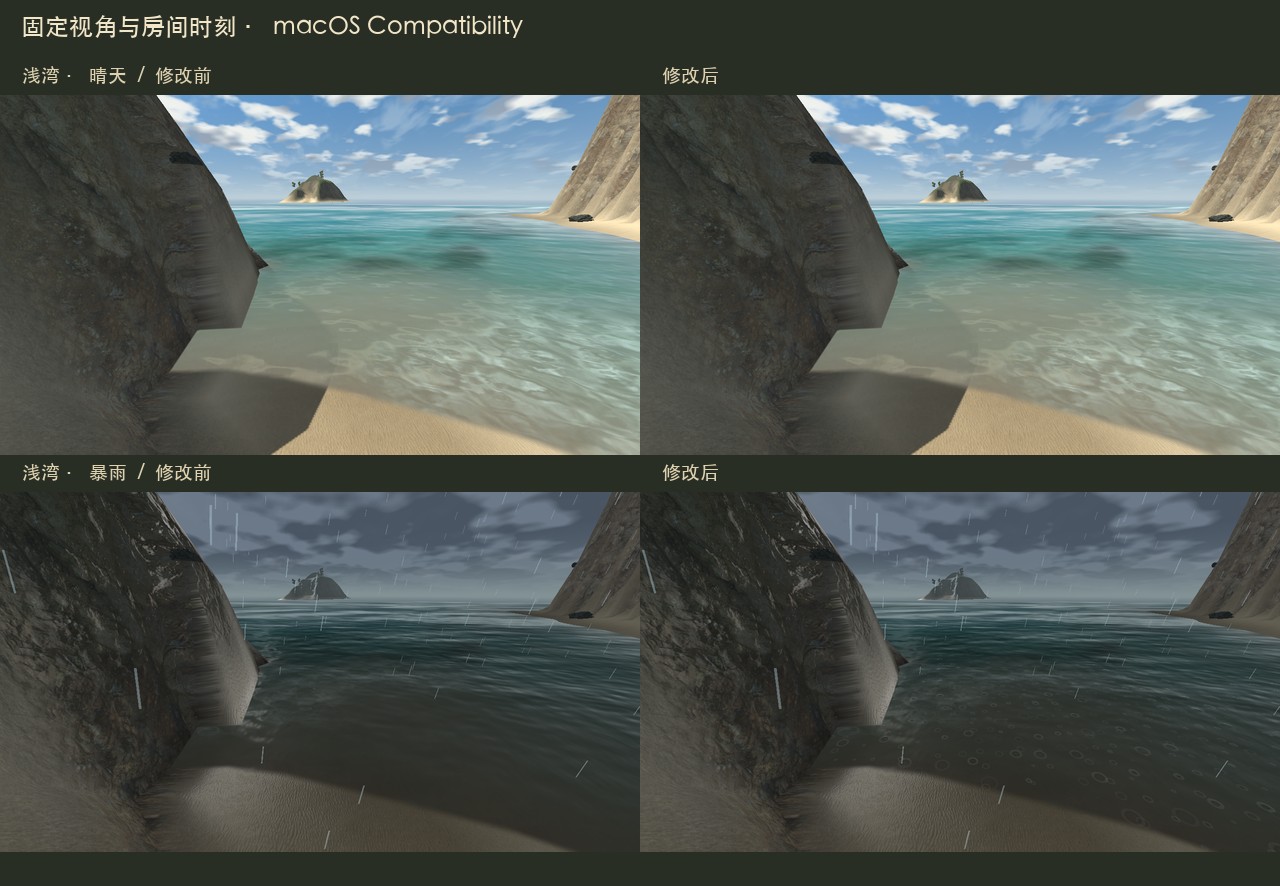 固定视角与房间时刻 · macOS Compatibility
浅湾 · 晴天 / 修改前
修改后
浅湾 · 暴雨 / 修改前
修改后